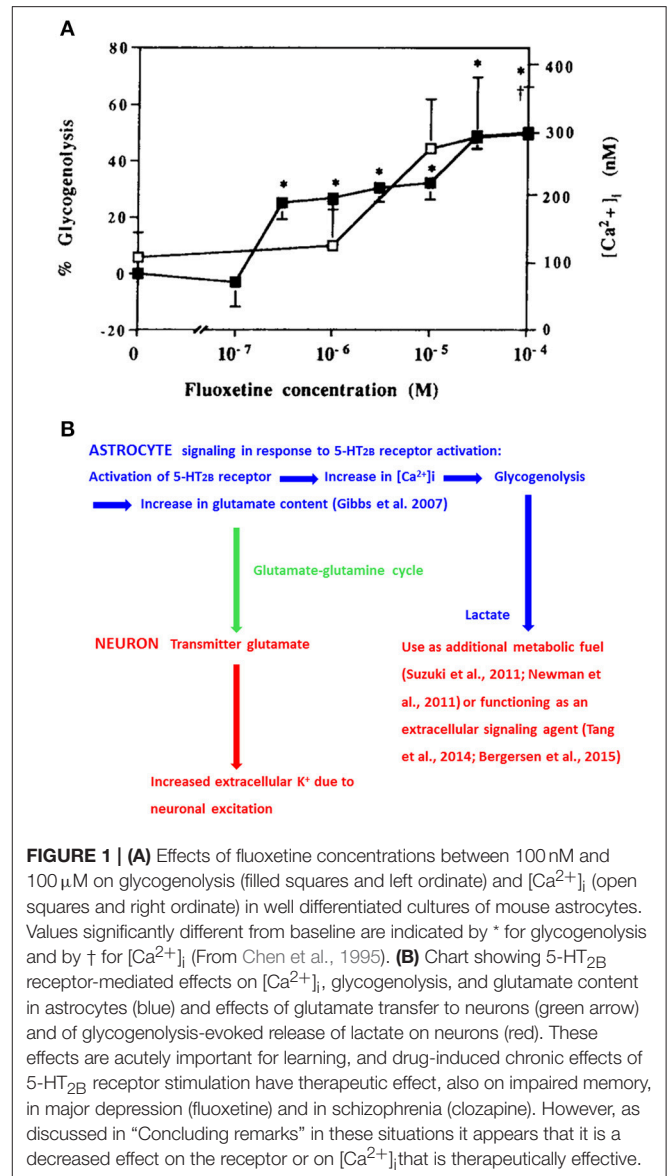 A
80
60
40
20
0
-20
% Glycogenolysis
400
300
200
100
0
[Ca²⁺]i (nM)
* * * * * * *
†
0 10⁻⁷ 10⁻⁶ 10⁻⁵ 10⁻⁴
Fluoxetine concentration (M)
B
ASTROCYTE signaling in response to 5-HT2B receptor activation:
Activation of 5-HT2B receptor Increase in [Ca²⁺]i Glycogenolysis
Increase in glutamate content (Gibbs et al. 2007)
Glutamate-glutamine cycle
Lactate
NEURON Transmitter glutamate
Use as additional metabolic fuel
(Suzuki et al., 2011; Newman et
al., 2011) or functioning as an
extracellular signaling agent (Tang
et al., 2014; Bergersen et al., 2015)
Increased extracellular K⁺ due to
neuronal excitation
FIGURE 1 | (A) Effects of fluoxetine concentrations between 100 nM and
100 μM on glycogenolysis (filled squares and left ordinate) and [Ca²⁺]i (open
squares and right ordinate) in well differentiated cultures of mouse astrocytes.
Values significantly different from baseline are indicated by * for glycogenolysis
and by † for [Ca²⁺]i (From Chen et al., 1995). (B) Chart showing 5-HT2B
receptor-mediated effects on [Ca²⁺]i, glycogenolysis, and glutamate content
in astrocytes (blue) and effects of glutamate transfer to neurons (green arrow)
and of glycogenolysis-evoked release of lactate on neurons (red). These
effects are acutely important for learning, and drug-induced chronic effects of
5-HT2B receptor stimulation have therapeutic effect, also on impaired memory,
in major depression (fluoxetine) and in schizophrenia (clozapine). However, as
discussed in “Concluding remarks” in these situations it appears that it is a
decreased effect on the receptor or on [Ca²⁺]i that is therapeutically effective.